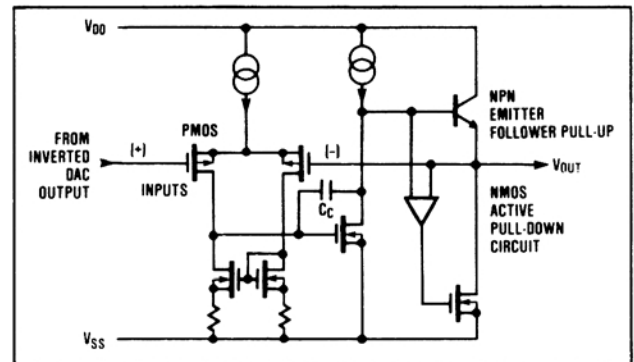 VDD
NPN
EMITTER
FOLLOWER PULL-UP
FROM
INVERTED
DAC
OUTPUT
(+)
PMOS
INPUTS
(−)
VOUT
CC
NMOS
ACTIVE
PULL-DOWN
CIRCUIT
VSS